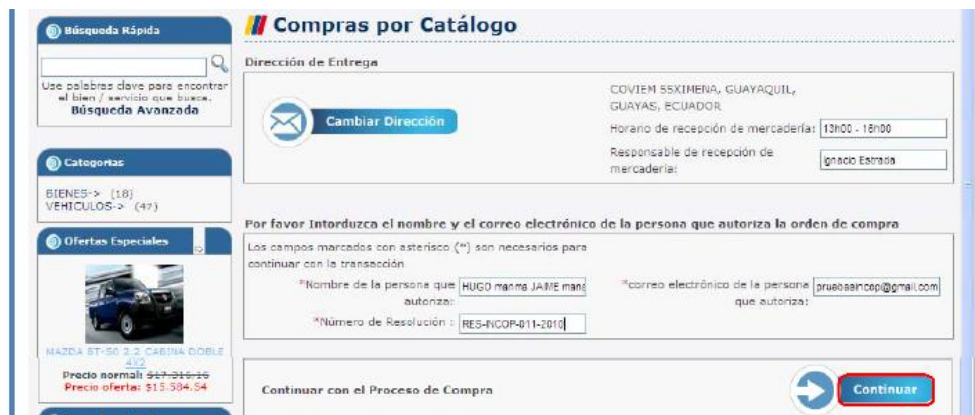 Búsqueda Rápida
Use palabras clave para encontrar
el bien / servicio que busca.
Búsqueda Avanzada
Categorías
BIENES-> (18)
VEHICULOS-> (47)
Ofertas Especiales
MAZDA BT-50 2.2 CABINA DOBLE
4X2
Precio normal: $17.316,16
Precio oferta: $15.584,54
Compras por Catálogo
Dirección de Entrega
Cambiar Dirección
COVIEM SSXIMENA, GUAYAQUIL,
GUAYAS, ECUADOR
Horario de recepción de mercadería: 13h00 - 18h00
Responsable de recepción de
mercadería: Ignacio Estrada
Por favor Intorduzca el nombre y el correo electrónico de la persona que autoriza la orden de compra
Los campos marcados con asterisco (*) son necesarios para
continuar con la transacción
*Nombre de la persona que autoriza: HUGO manma JAIME mans
*correo electrónico de la persona que autoriza: pruebasincop@gmail.com
*Número de Resolución : RES-INCOP-011-2010
Continuar con el Proceso de Compra
Continuar